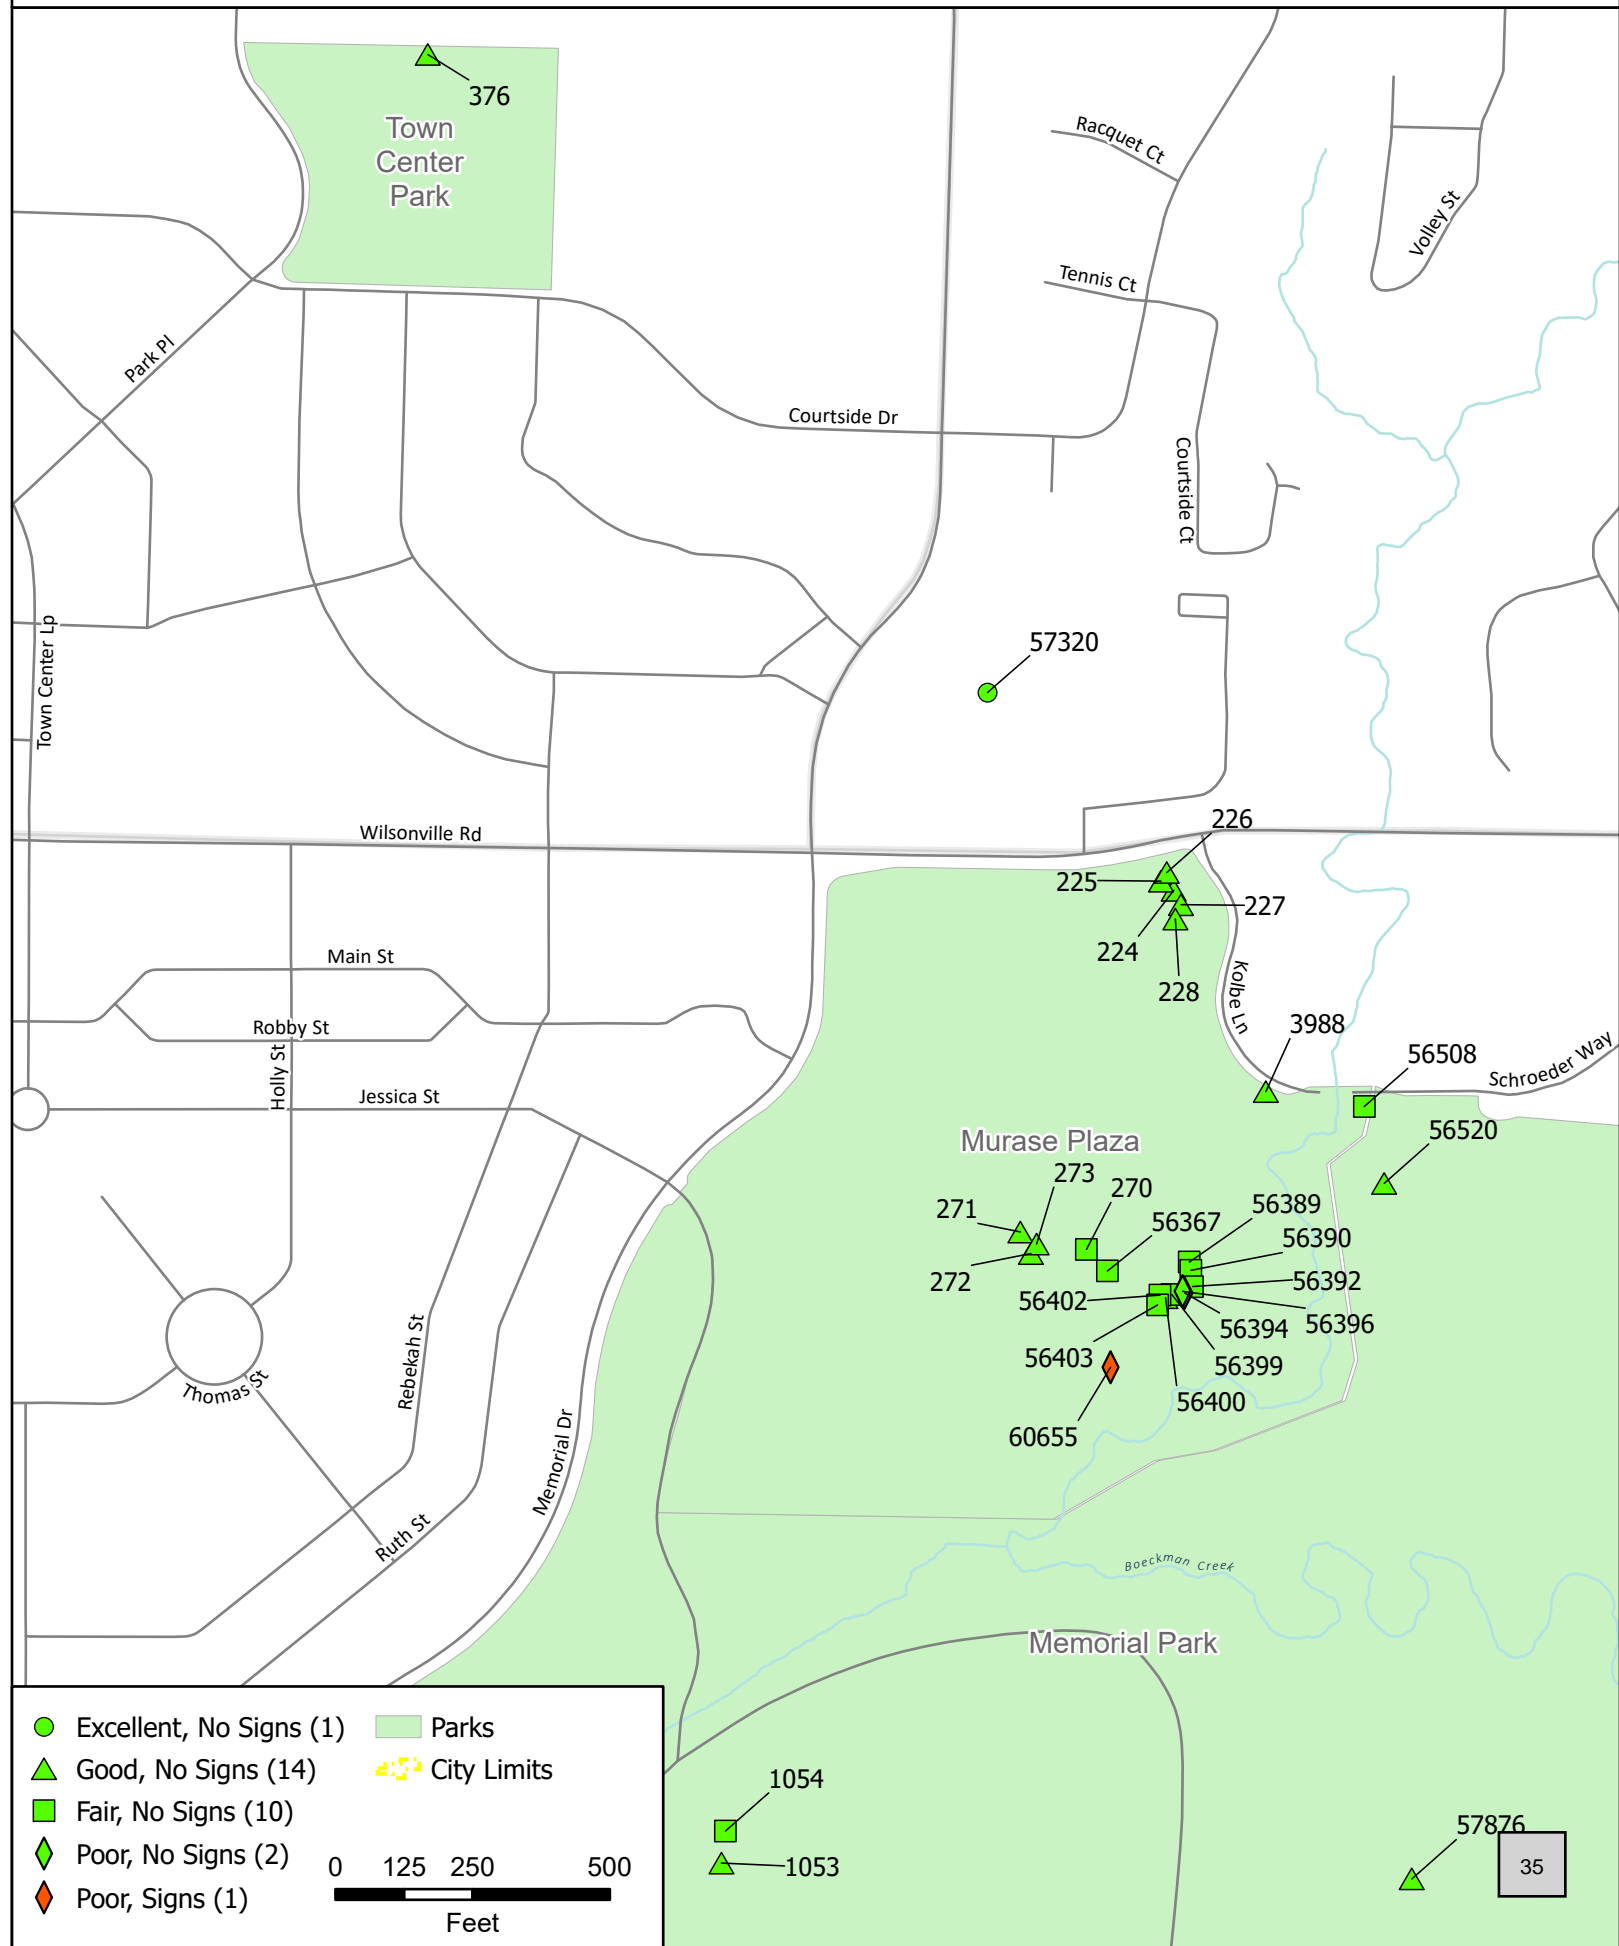 376
Town
Center
Park
Racquet Ct
Volley St
Tennis Ct
Park Pl
Courtside Dr
Courtside Ct
57320
Town Center Lp
Wilsonville Rd
226
225
227
224
228
Main St
Kolbe Ln
Robby St
3988
Holly St
56508
Schroeder Way
Jessica St
56520
Murase Plaza
273
270
271
56389
56367
56390
272
56392
56402
56396
56394
56403
56399
56400
60655
Thomas St
Rebekah St
Memorial Dr
Ruth St
Boeckman Creek
Memorial Park
1054
1053
57876
35
Excellent, No Signs (1)
Good, No Signs (14)
Fair, No Signs (10)
Poor, No Signs (2)
Poor, Signs (1)
Parks
City Limits
0 125 250 500
Feet